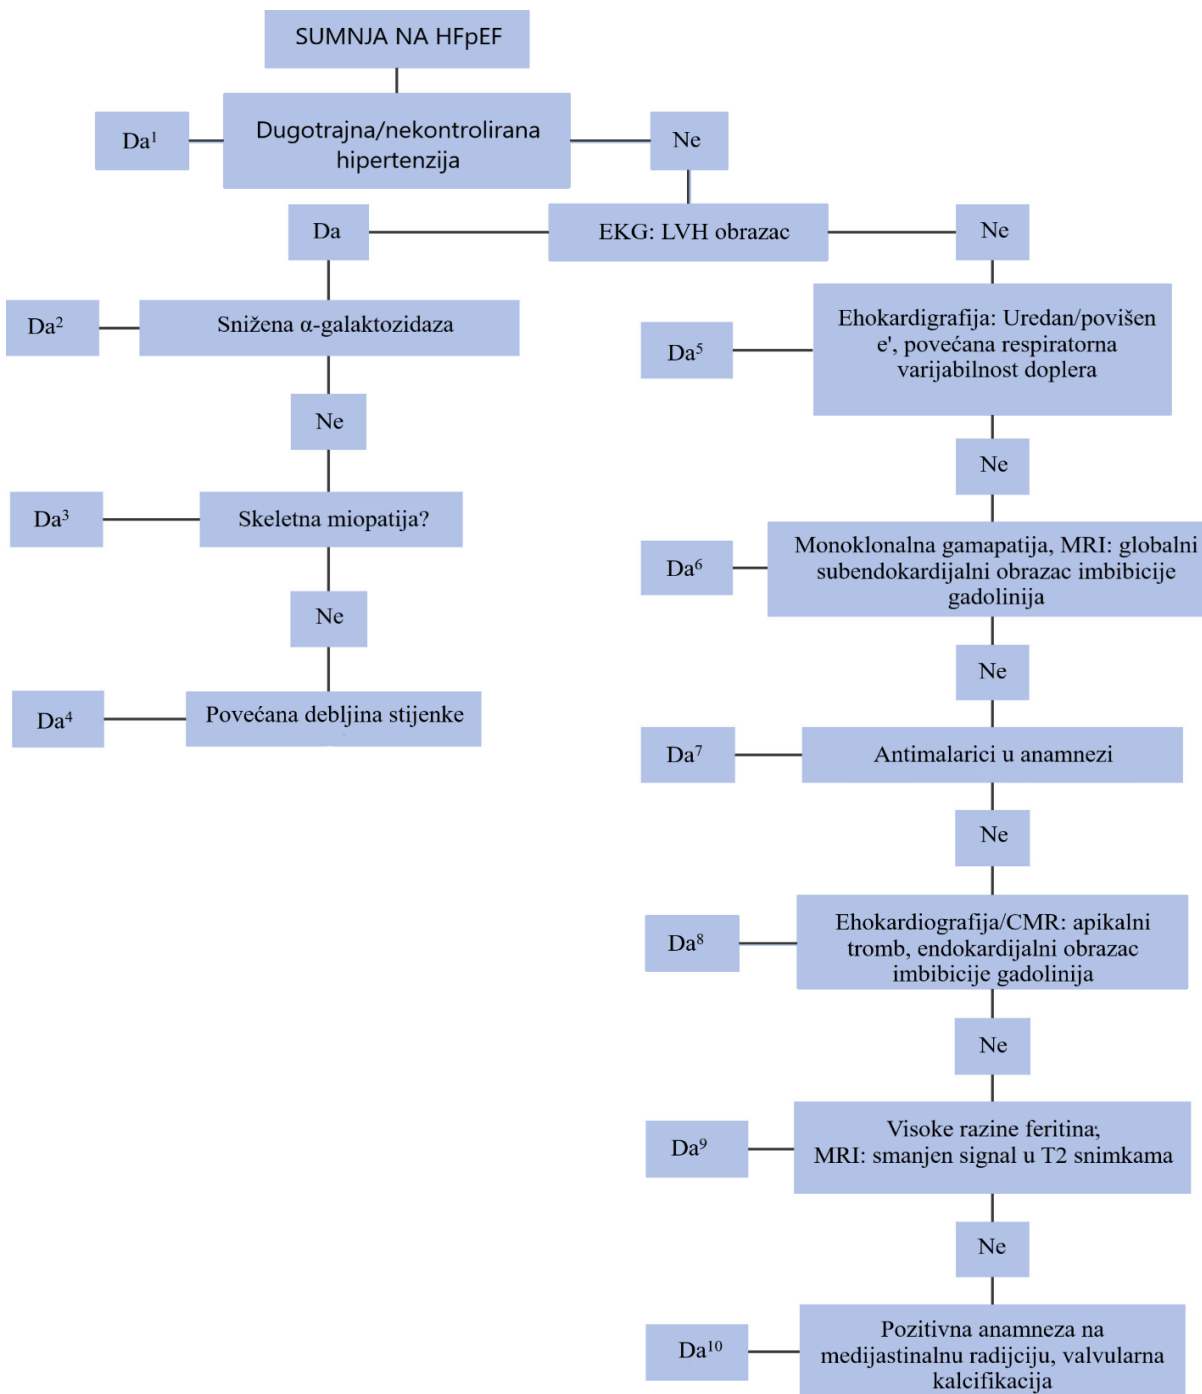 SUMNJA NA HFpEF
Da¹
Dugotrajna/nekontrolirana
hipertenzija
Ne
Da
EKG: LVH obrazac
Ne
Da²
Snižena α-galaktozidaza
Da⁵
Ehokardigrafija: Uredan/povišen
e', povećana respiratorna
varijabilnost doplera
Ne
Ne
Da³
Skeletna miopatija?
Da⁶
Monoklonalna gamapatija, MRI: globalni
subendokardijalni obrazac imbibicije
gadolinija
Ne
Ne
Da⁴
Povećana debljina stijenke
Da⁷
Antimalarici u anamnezi
Ne
Da⁸
Ehokardiografija/CMR: apikalni
tromb, endokardijalni obrazac
imbibicije gadolinija
Ne
Da⁹
Visoke razine feritina;
MRI: smanjen signal u T2 snimkama
Ne
Da¹⁰
Pozitivna anamneza na
medijastinalnu radijciju, valvularna
kalcifikacija